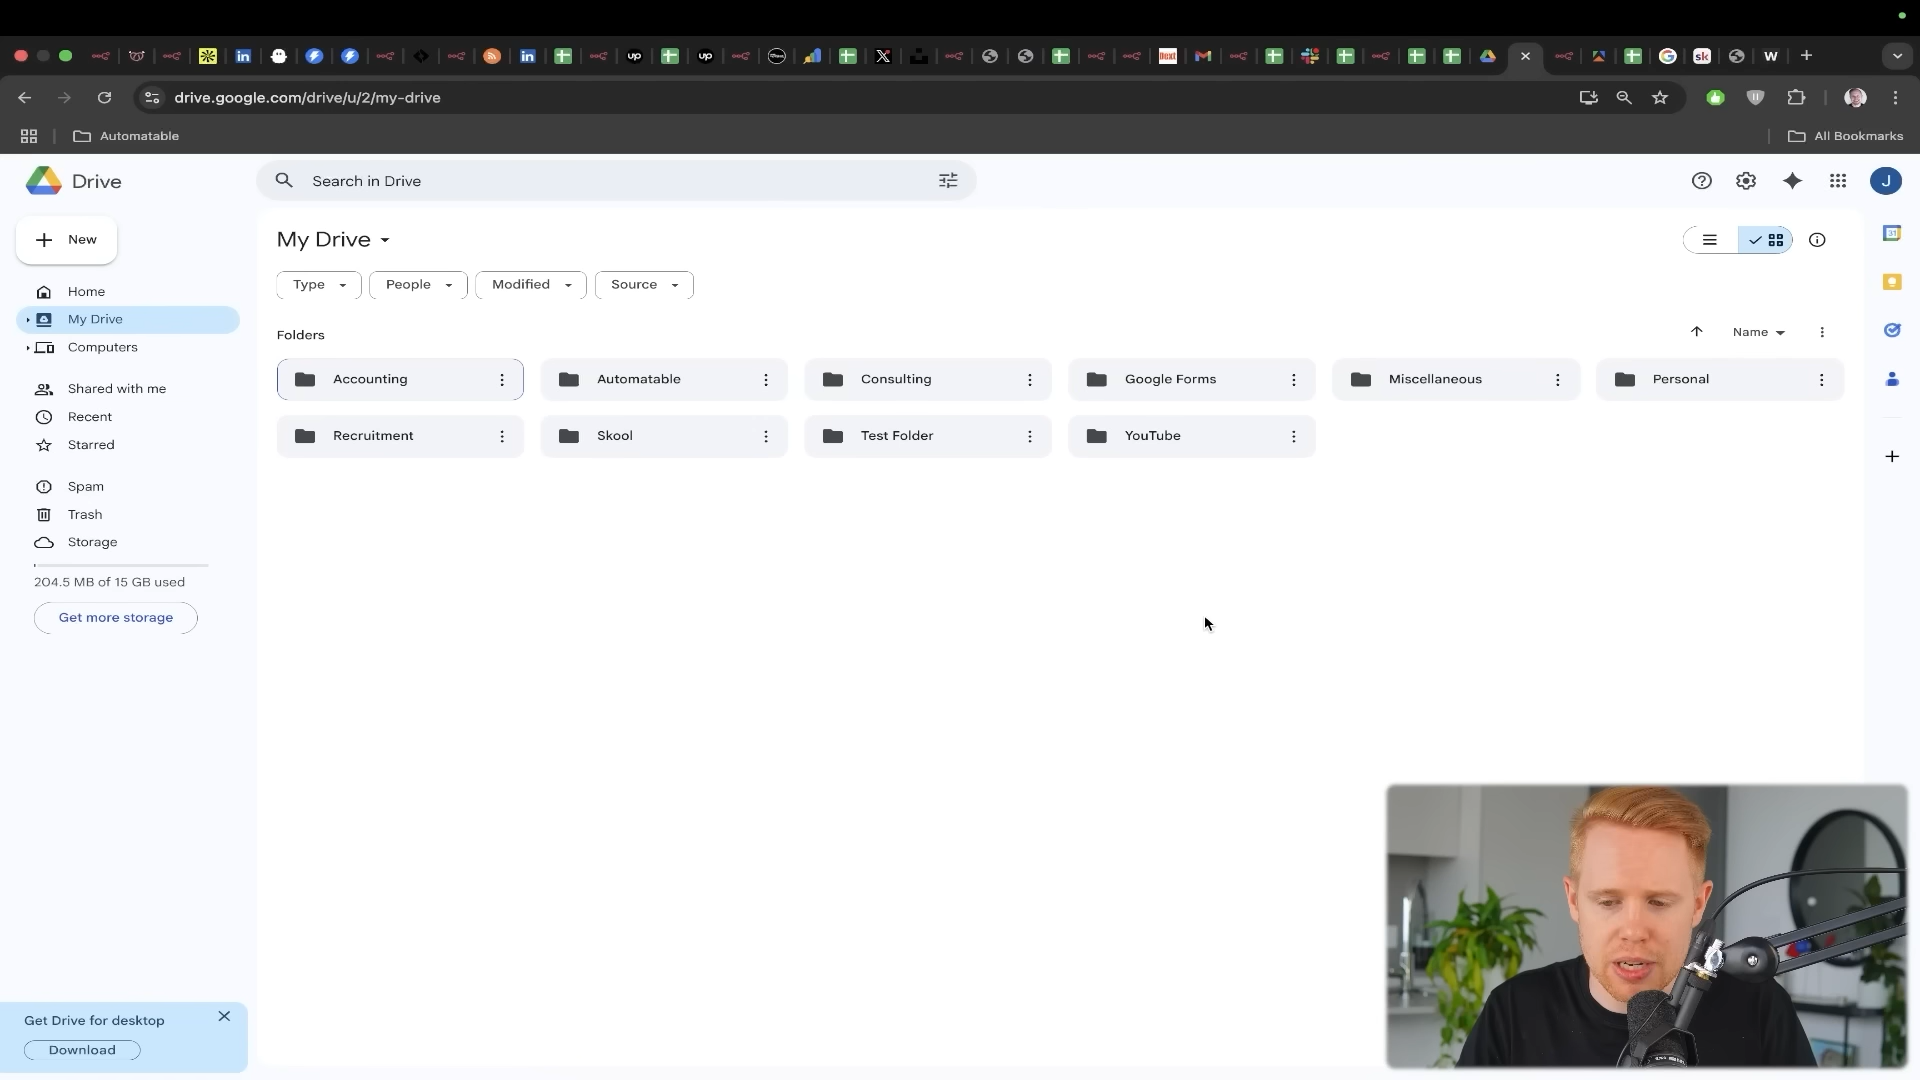 drive.google.com/drive/u/2/my-drive
Automatable
All Bookmarks
Drive
Search in Drive
J
New
My Drive
Type
People
Modified
Source
Home
My Drive
Computers
Shared with me
Recent
Starred
Spam
Trash
Storage
204.5 MB of 15 GB used
Get more storage
Folders
Name
Accounting
Automatable
Consulting
Google Forms
Miscellaneous
Personal
Recruitment
Skool
Test Folder
YouTube
Get Drive for desktop
Download